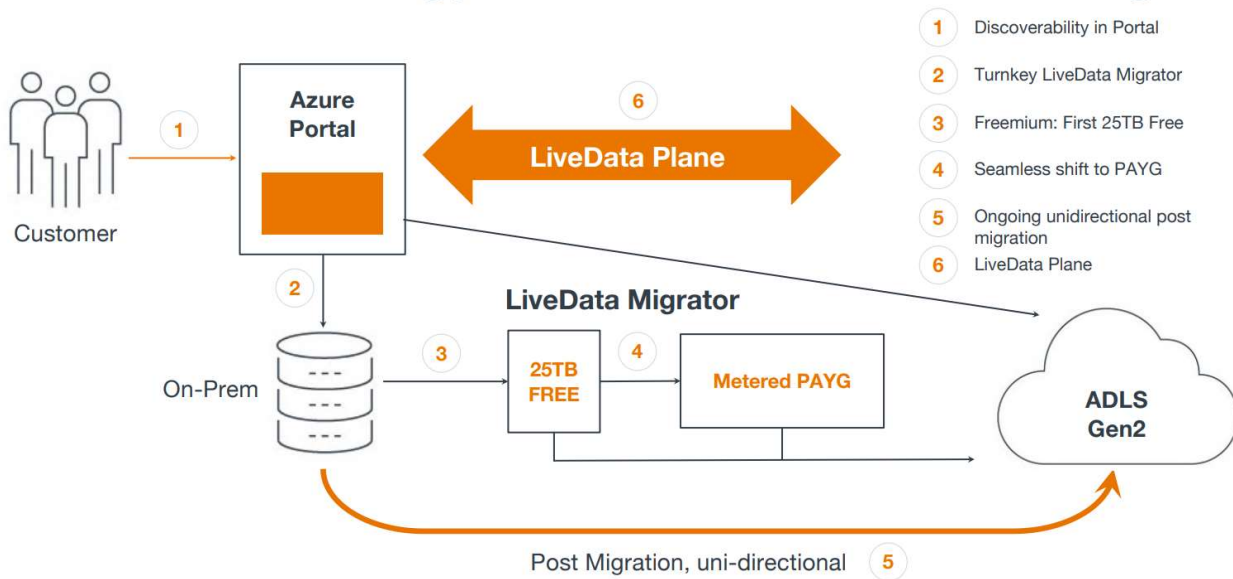 1 Discoverability in Portal
2 Turnkey LiveData Migrator
3 Freemium: First 25TB Free
4 Seamless shift to PAYG
5 Ongoing unidirectional post
migration
6 LiveData Plane
Customer
1
Azure
Portal
6
LiveData Plane
2
LiveData Migrator
On-Prem
3
25TB
FREE
4
Metered PAYG
ADLS
Gen2
Post Migration, uni-directional 5